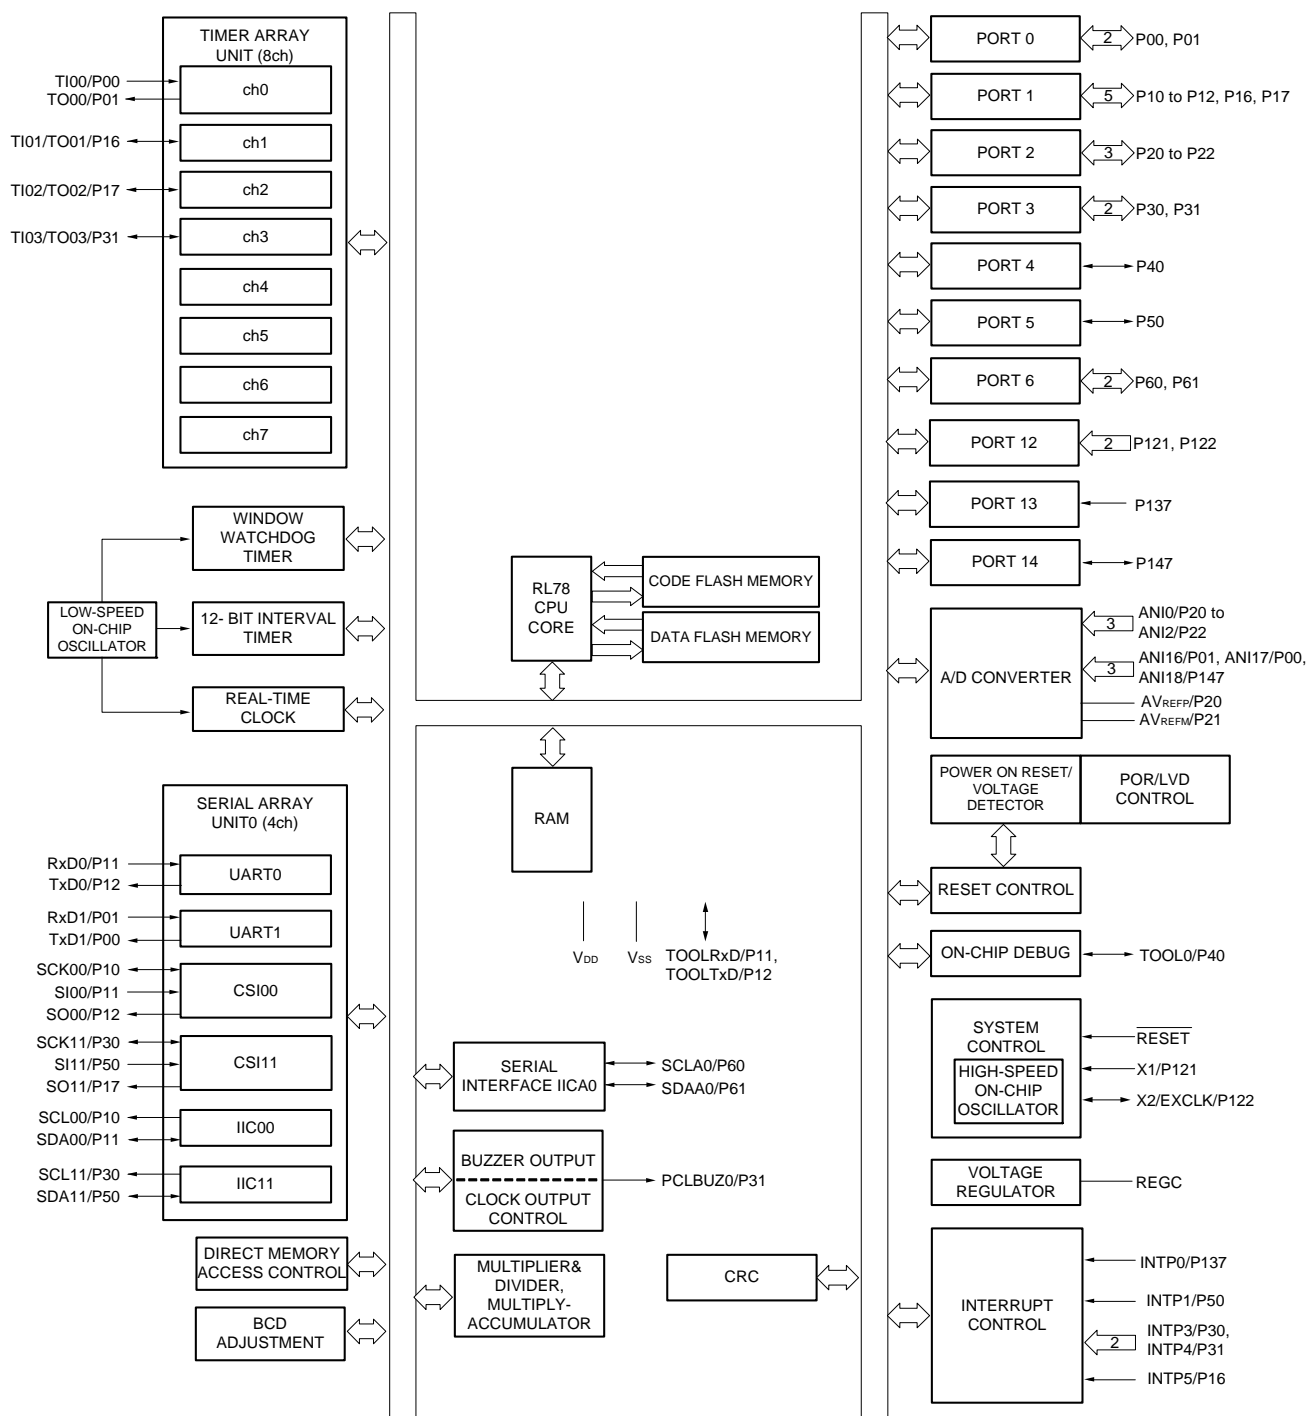 TIMER ARRAY
UNIT (8ch)
TI00/P00
TO00/P01
ch0
TI01/TO01/P16
ch1
TI02/TO02/P17
ch2
TI03/TO03/P31
ch3
ch4
ch5
ch6
ch7
WINDOW
WATCHDOG
TIMER
LOW-SPEED
ON-CHIP
OSCILLATOR
12- BIT INTERVAL
TIMER
REAL-TIME
CLOCK
SERIAL ARRAY
UNIT0 (4ch)
RxD0/P11
TxD0/P12
UART0
RxD1/P01
TxD1/P00
UART1
SCK00/P10
SI00/P11
SO00/P12
CSI00
SCK11/P30
SI11/P50
SO11/P17
CSI11
SCL00/P10
SDA00/P11
IIC00
SCL11/P30
SDA11/P50
IIC11
DIRECT MEMORY
ACCESS CONTROL
BCD
ADJUSTMENT
RL78
CPU
CORE
CODE FLASH MEMORY
DATA FLASH MEMORY
RAM
VDD
VSS
TOOLRxD/P11,
TOOLTxD/P12
SERIAL
INTERFACE IICA0
SCLA0/P60
SDAA0/P61
BUZZER OUTPUT
CLOCK OUTPUT
CONTROL
PCLBUZ0/P31
MULTIPLIER&
DIVIDER,
MULTIPLY-
ACCUMULATOR
CRC
PORT 0
2
P00, P01
PORT 1
5
P10 to P12, P16, P17
PORT 2
3
P20 to P22
PORT 3
2
P30, P31
PORT 4
P40
PORT 5
P50
PORT 6
2
P60, P61
PORT 12
2
P121, P122
PORT 13
P137
PORT 14
P147
A/D CONVERTER
3
ANI0/P20 to
ANI2/P22
3
ANI16/P01, ANI17/P00,
ANI18/P147
AVREFP/P20
AVREFM/P21
POWER ON RESET/
VOLTAGE
DETECTOR
POR/LVD
CONTROL
RESET CONTROL
ON-CHIP DEBUG
TOOL0/P40
SYSTEM
CONTROL
HIGH-SPEED
ON-CHIP
OSCILLATOR
RESET
X1/P121
X2/EXCLK/P122
VOLTAGE
REGULATOR
REGC
INTERRUPT
CONTROL
INTP0/P137
INTP1/P50
2
INTP3/P30,
INTP4/P31
INTP5/P16